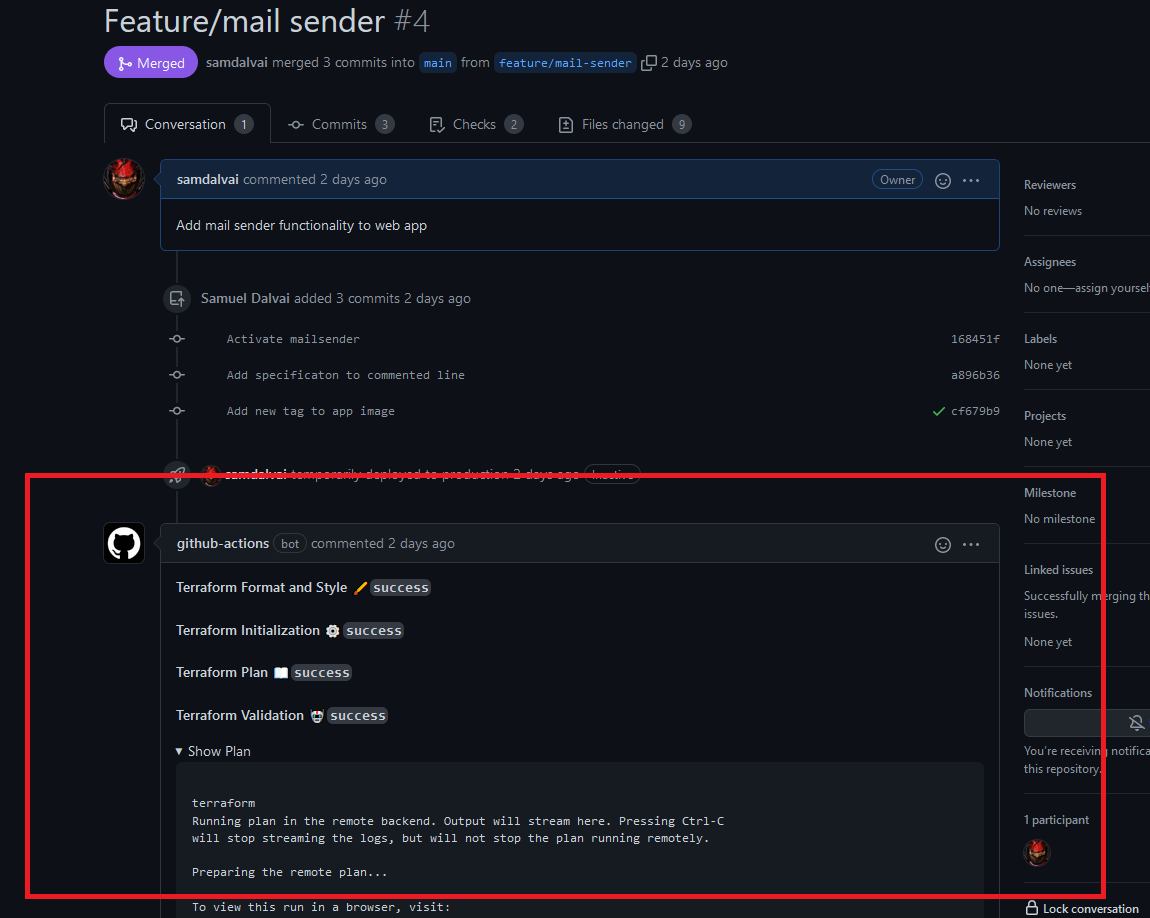 Feature/mail sender #4
Merged samdalvai merged 3 commits into main from feature/mail-sender 2 days ago
Conversation 1 Commits 3 Checks 2 Files changed 9
samdalvai commented 2 days ago Owner
Add mail sender functionality to web app
Samuel Dalvai added 3 commits 2 days ago
Activate mailsender 168451f
Add specificaton to commented line a896b36
Add new tag to app image cf679b9
samdalvai temporarily deployed to production 2 days ago Inactive
github-actions bot commented 2 days ago
Terraform Format and Style 🖌 success
Terraform Initialization ⚙️ success
Terraform Plan 📖 success
Terraform Validation 🤖 success
▾ Show Plan
terraform
Running plan in the remote backend. Output will stream here. Pressing Ctrl-C
will stop streaming the logs, but will not stop the plan running remotely.
Preparing the remote plan...
To view this run in a browser, visit:
Reviewers
No reviews
Assignees
No one—assign yoursel
Labels
None yet
Projects
None yet
Milestone
No milestone
Linked issues
Successfully merging th
issues.
None yet
Notifications
You're receiving notifica
this repository.
1 participant
Lock conversation